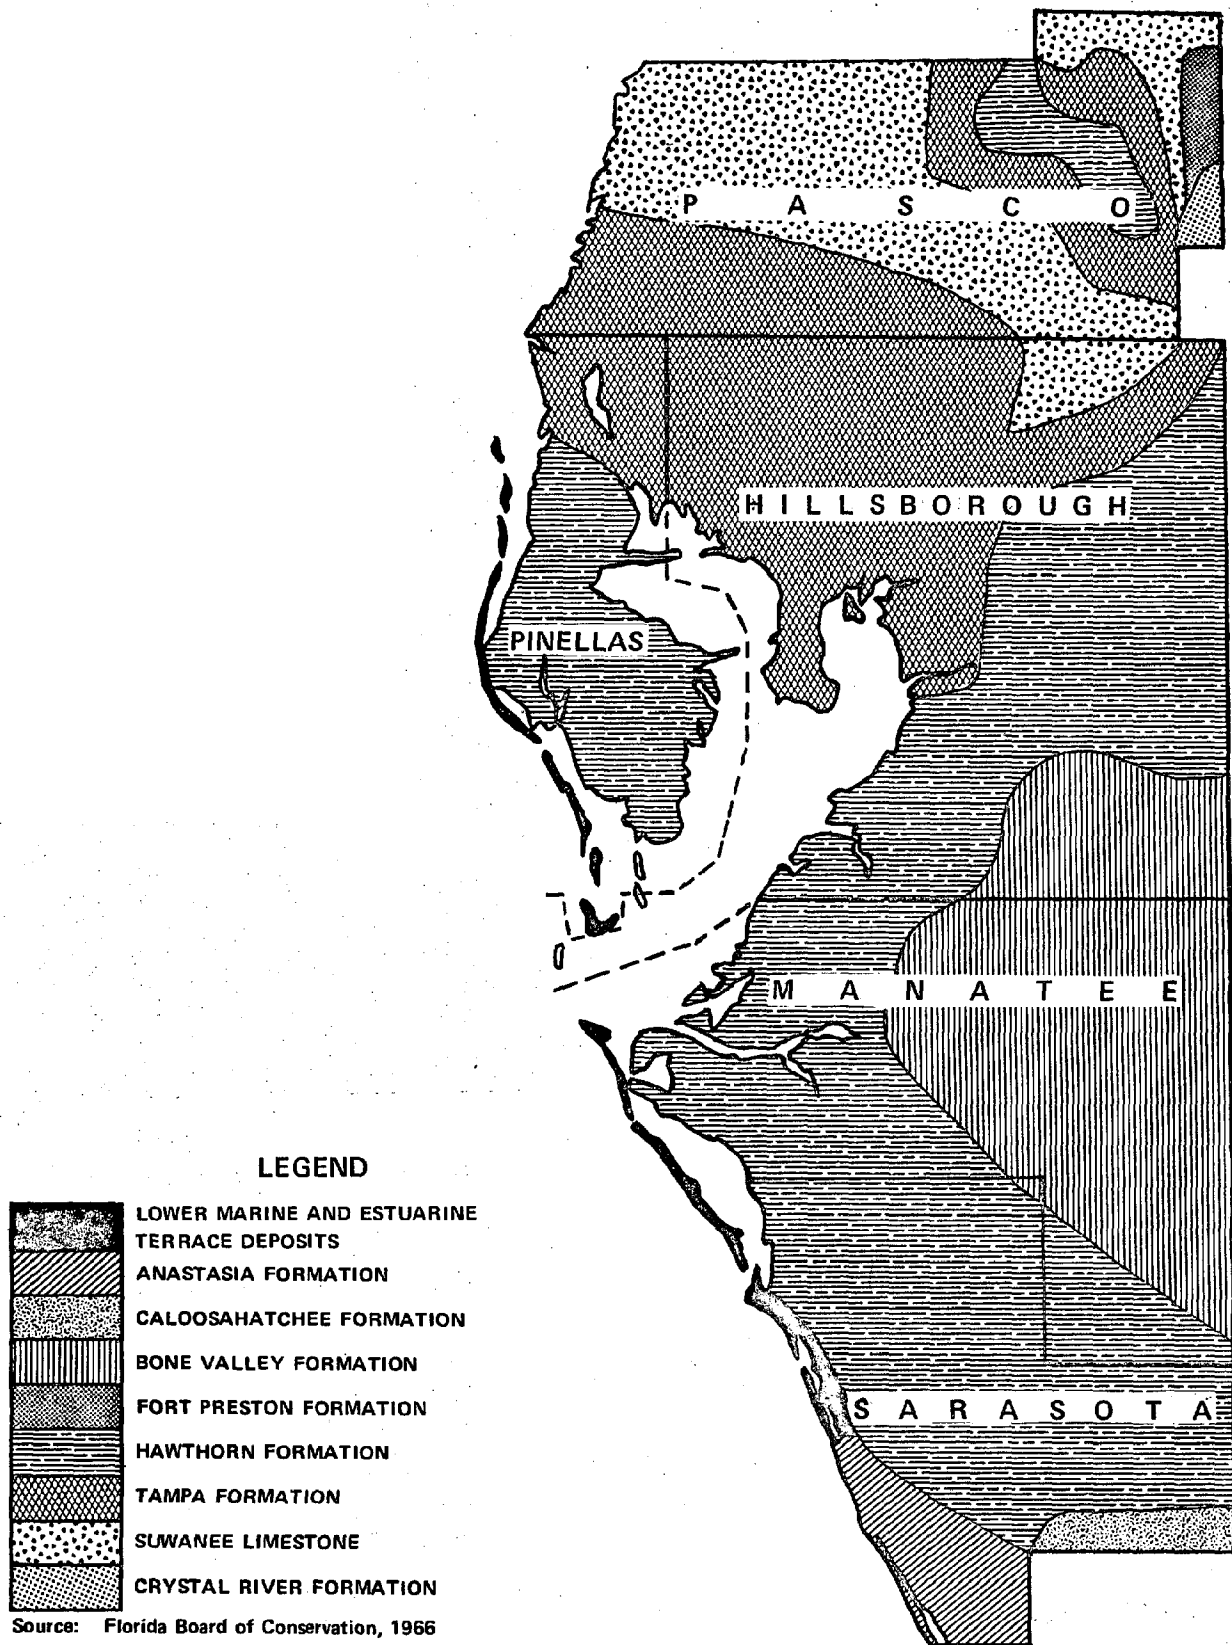 P A S C O
HILLSBOROUGH
PINELLAS
M A N A T E E
LEGEND
LOWER MARINE AND ESTUARINE
TERRACE DEPOSITS
ANASTASIA FORMATION
CALOOSAHATCHEE FORMATION
BONE VALLEY FORMATION
S A R A S O T A
FORT PRESTON FORMATION
HAWTHORN FORMATION
TAMPA FORMATION
SUWANEE LIMESTONE
CRYSTAL RIVER FORMATION
Source: Florida Board of Conservation, 1966